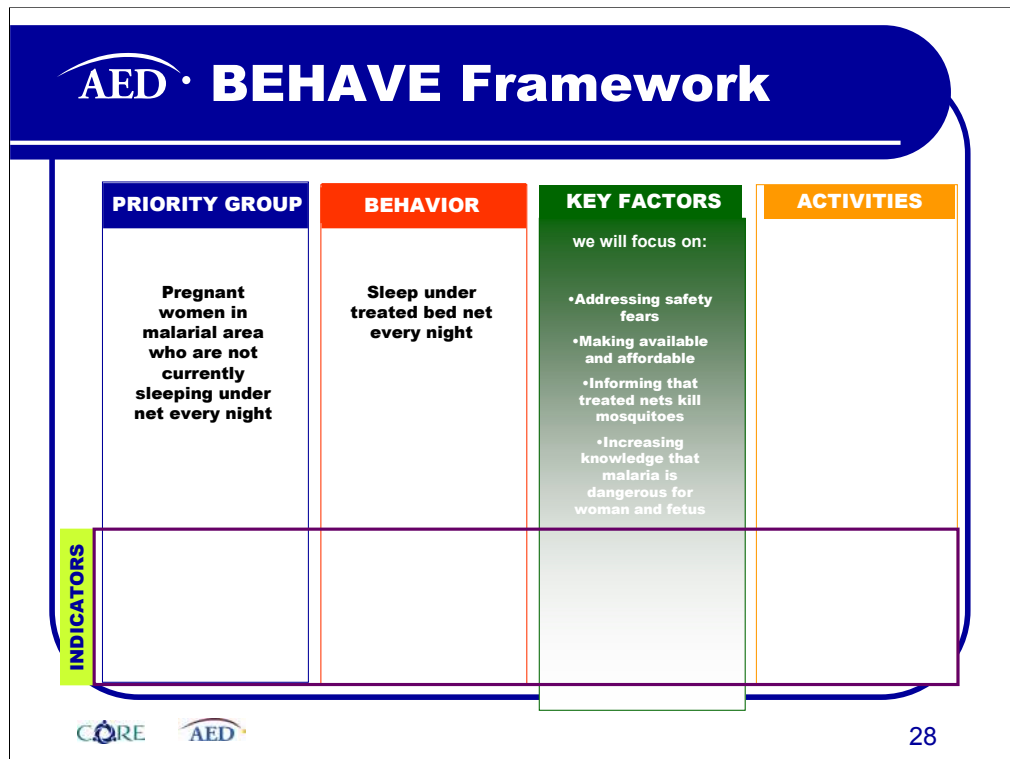 AED
BEHAVE Framework
PRIORITY GROUP
Pregnant
women in
malarial area
who are not
currently
sleeping under
net every night
BEHAVIOR
Sleep under
treated bed net
every night
KEY FACTORS
we will focus on:
•Addressing safety
fears
•Making available
and affordable
•Informing that
treated nets kill
mosquitoes
•Increasing
knowledge that
malaria is
dangerous for
woman and fetus
ACTIVITIES
INDICATORS
CORE
AED
28